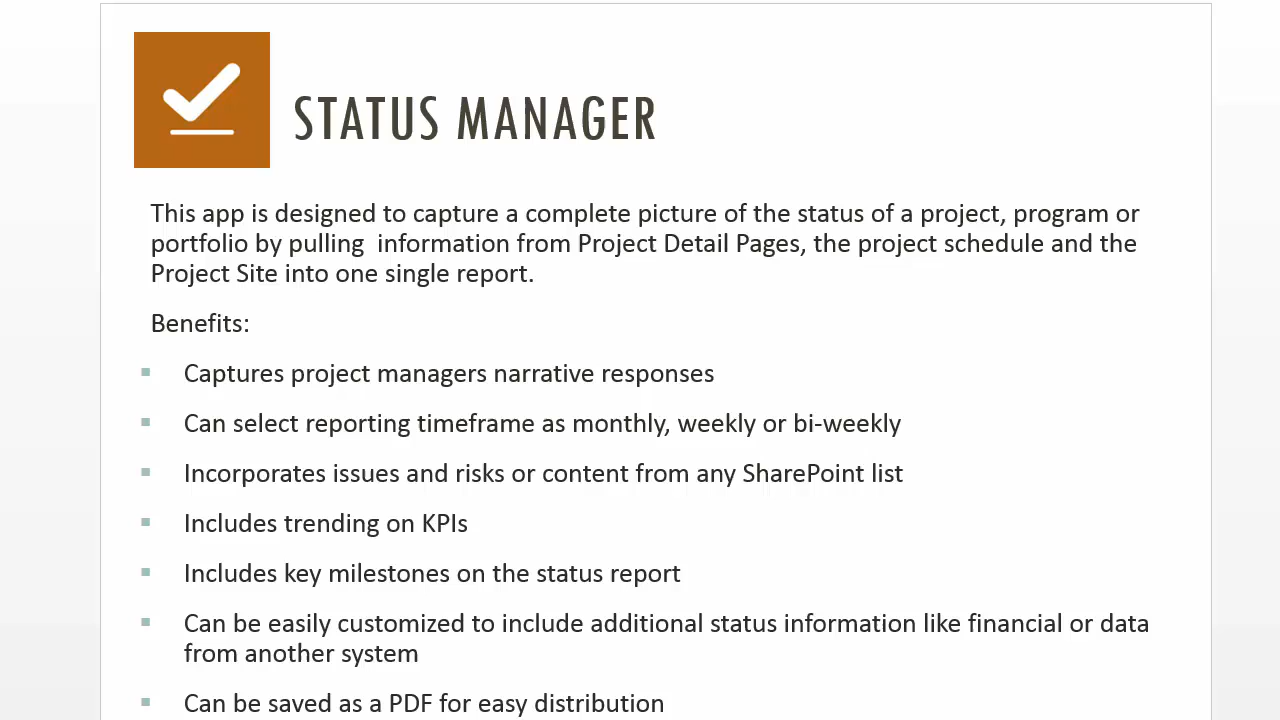 STATUS MANAGER
This app is designed to capture a complete picture of the status of a project, program or
portfolio by pulling  information from Project Detail Pages, the project schedule and the
Project Site into one single report.
Benefits:
▪ Captures project managers narrative responses
▪ Can select reporting timeframe as monthly, weekly or bi-weekly
▪ Incorporates issues and risks or content from any SharePoint list
▪ Includes trending on KPIs
▪ Includes key milestones on the status report
▪ Can be easily customized to include additional status information like financial or data
from another system
▪ Can be saved as a PDF for easy distribution